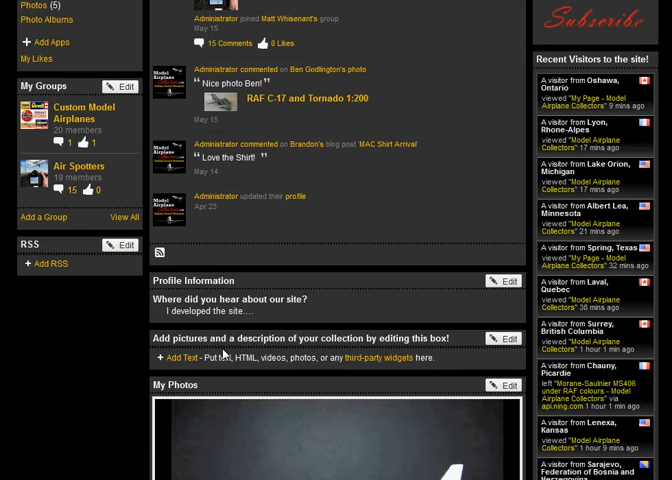 Photos (5)
Photo Albums
+ Add Apps
My Likes
My Groups
Edit
Custom Model
Airplanes
20 members
1 1
Air Spotters
19 members
15 0
Add a Group View All
RSS
Edit
+ Add RSS
Administrator joined Matt Whisenant's group
May 15
15 Comments 0 Likes
Administrator commented on Ben Godlington's photo
“ Nice photo Ben! ”
RAF C-17 and Tornado 1:200
May 15
Administrator commented on Brandon's blog post 'MAC Shirt Arrival'
“ Love the Shirt! ”
May 14
Administrator updated their profile
Apr 23
Profile Information
Edit
Where did you hear about our site?
I developed the site....
Add pictures and a description of your collection by editing this box!
Edit
+ Add Text - Put text, HTML, videos, photos, or any third-party widgets here.
My Photos
Edit
Subscribe
Recent Visitors to the site!
A visitor from Oshawa,
Ontario
viewed "My Page - Model
Airplane Collectors" 9 mins ago
A visitor from Lyon,
Rhone-Alpes
viewed "Model Airplane
Collectors" 17 mins ago
A visitor from Lake Orion,
Michigan
viewed "Model Airplane
Collectors" 17 mins ago
A visitor from Albert Lea,
Minnesota
viewed "Model Airplane
Collectors" 21 mins ago
A visitor from Spring, Texas
viewed "My Page - Model
Airplane Collectors" 32 mins ago
A visitor from Laval,
Quebec
viewed "Model Airplane
Collectors" 38 mins ago
A visitor from Surrey,
British Columbia
viewed "Model Airplane
Collectors" 1 hour 1 min ago
A visitor from Chauny,
Picardie
left "Morane-Saulnier MS406
under RAF colours - Model
Airplane Collectors" via
api.ning.com 1 hour 1 min ago
A visitor from Lenexa,
Kansas
viewed "Model Airplane
Collectors" 1 hour 9 mins ago
A visitor from Sarajevo,
Federation of Bosnia and
Herzegovina